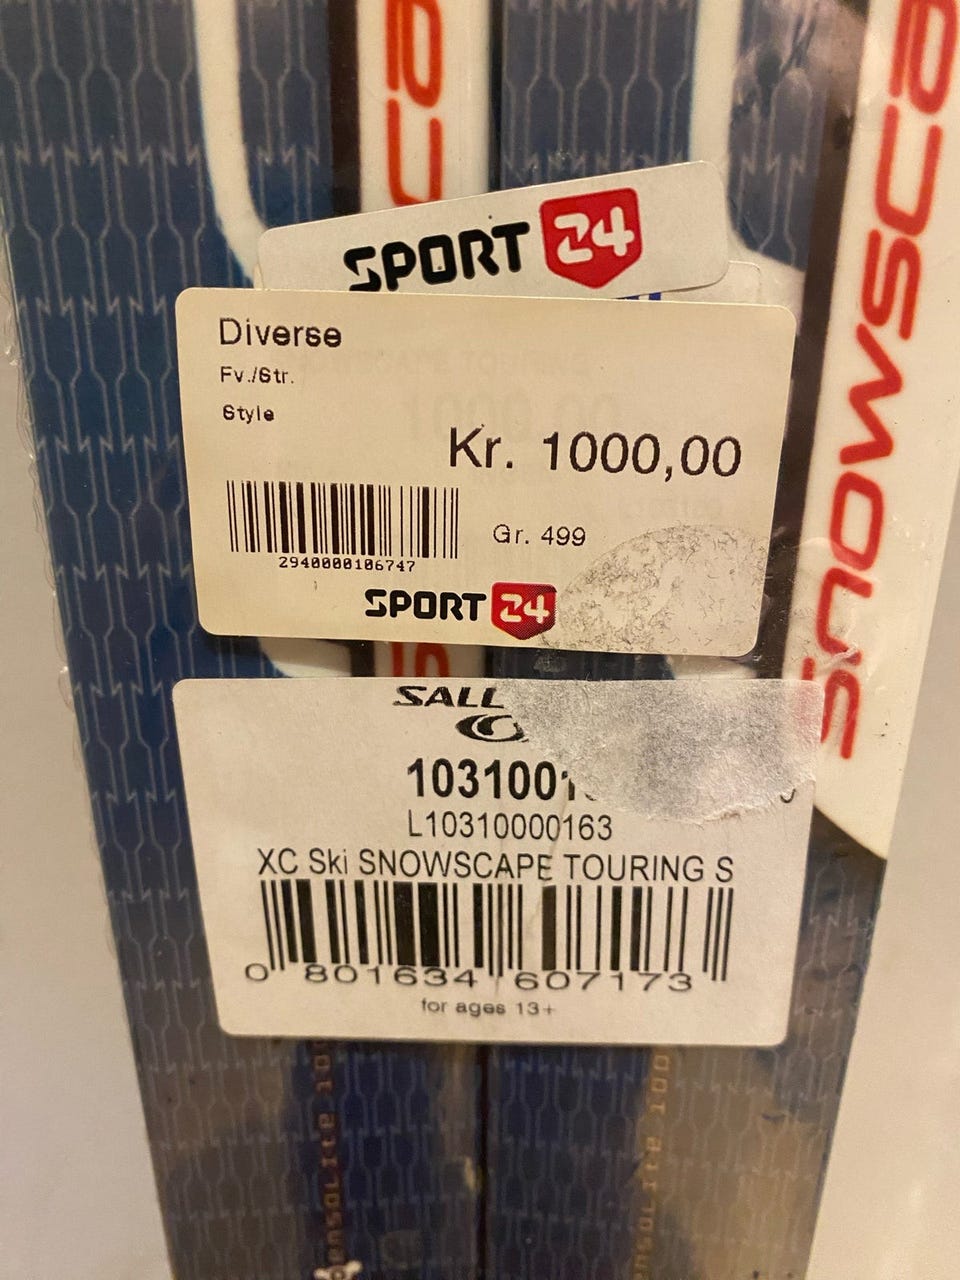 SPORT 24
Diverse
Fv./Str.
Style
Kr. 1000,00
2940000106747
Gr. 499
SPORT 24
SALL
L10310000163
XC Ski SNOWSCAPE TOURING S
0 801634 607173
for ages 13+
snowsca